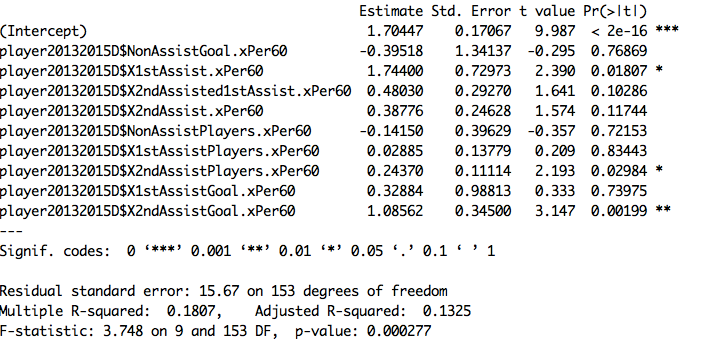 Estimate Std. Error t value Pr(>|t|)
(Intercept) 1.70447 0.17067 9.987 < 2e-16 ***
player20132015D$NonAssistGoal.xPer60 -0.39518 1.34137 -0.295 0.76869
player20132015D$X1stAssist.xPer60 1.74400 0.72973 2.390 0.01807 *
player20132015D$X2ndAssisted1stAssist.xPer60 0.48030 0.29270 1.641 0.10286
player20132015D$X2ndAssist.xPer60 0.38776 0.24628 1.574 0.11744
player20132015D$NonAssistPlayers.xPer60 -0.14150 0.39629 -0.357 0.72153
player20132015D$X1stAssistPlayers.xPer60 0.02885 0.13779 0.209 0.83443
player20132015D$X2ndAssistPlayers.xPer60 0.24370 0.11114 2.193 0.02984 *
player20132015D$X1stAssistGoal.xPer60 0.32884 0.98813 0.333 0.73975
player20132015D$X2ndAssistGoal.xPer60 1.08562 0.34500 3.147 0.00199 **
---
Signif. codes: 0 ‘***’ 0.001 ‘**’ 0.01 ‘*’ 0.05 ‘.’ 0.1 ‘ ’ 1
Residual standard error: 15.67 on 153 degrees of freedom
Multiple R-squared: 0.1807, Adjusted R-squared: 0.1325
F-statistic: 3.748 on 9 and 153 DF, p-value: 0.000277